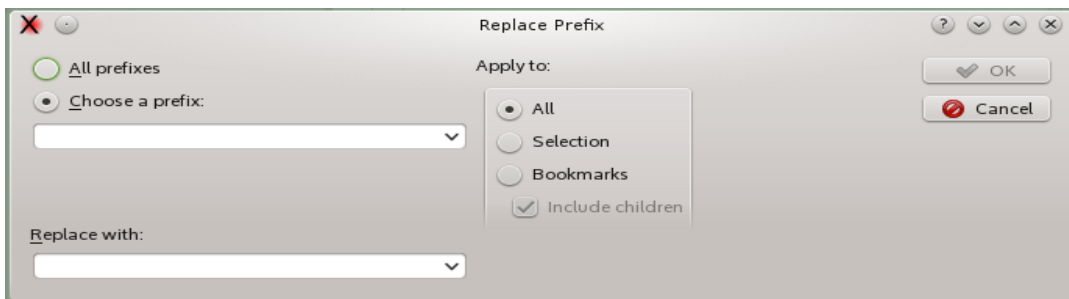 Replace Prefix
All prefixes
Choose a prefix:
Replace with:
Apply to:
All
Selection
Bookmarks
Include children
OK
Cancel